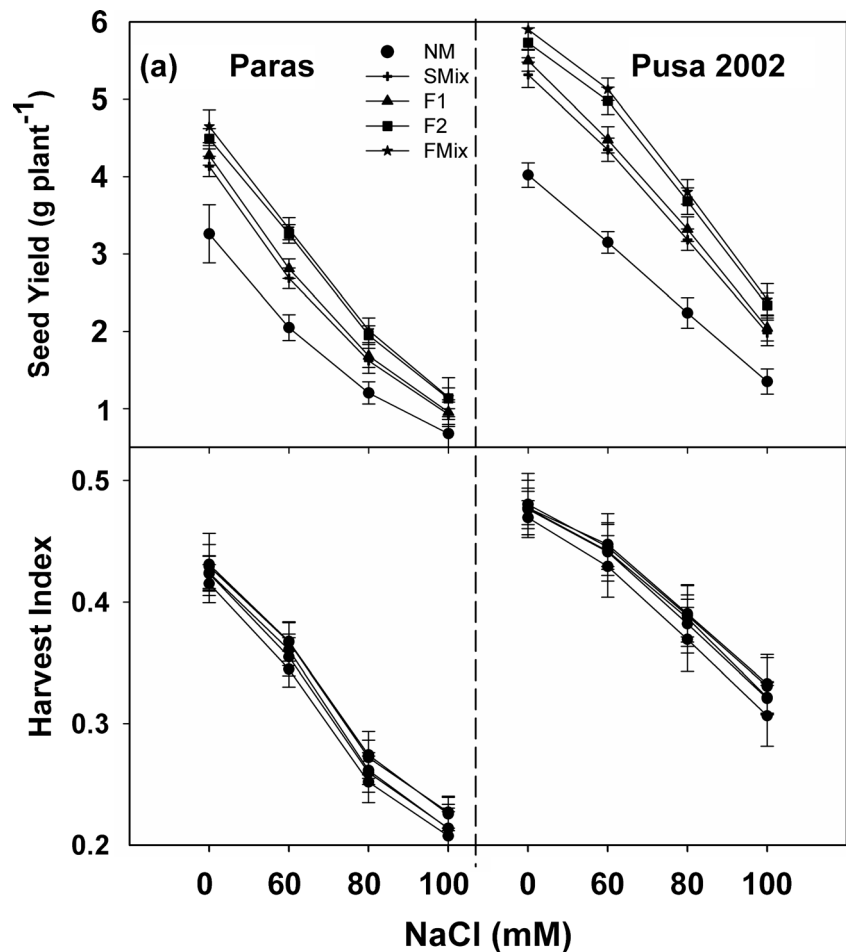 (a) Paras
Pusa 2002
NM
SMix
F1
F2
FMix
Seed Yield (g plant⁻¹)
6
5
4
3
2
1
Harvest Index
0.5
0.4
0.3
0.2
0 60 80 100 0 60 80 100
NaCl (mM)